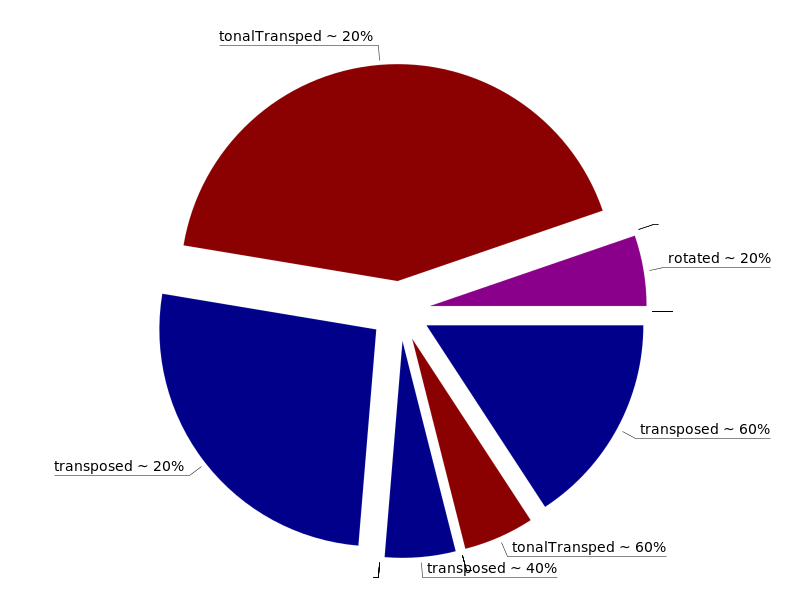 tonalTransped ~ 20%
rotated ~ 20%
transposed ~ 60%
transposed ~ 20%
tonalTransped ~ 60%
transposed ~ 40%